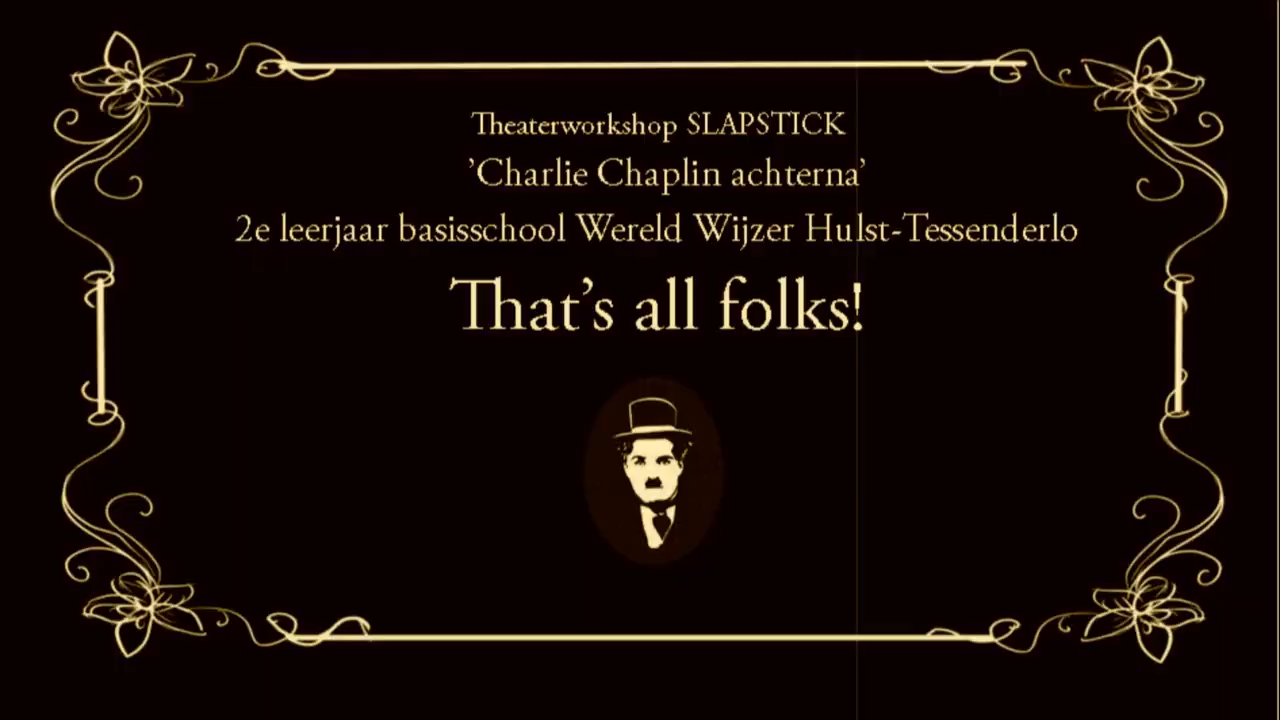 Theaterworkshop SLAPSTICK
’Charlie Chaplin achterna’
2e leerjaar basisschool Wereld Wijzer Hulst-Tessenderlo
That’s all folks!